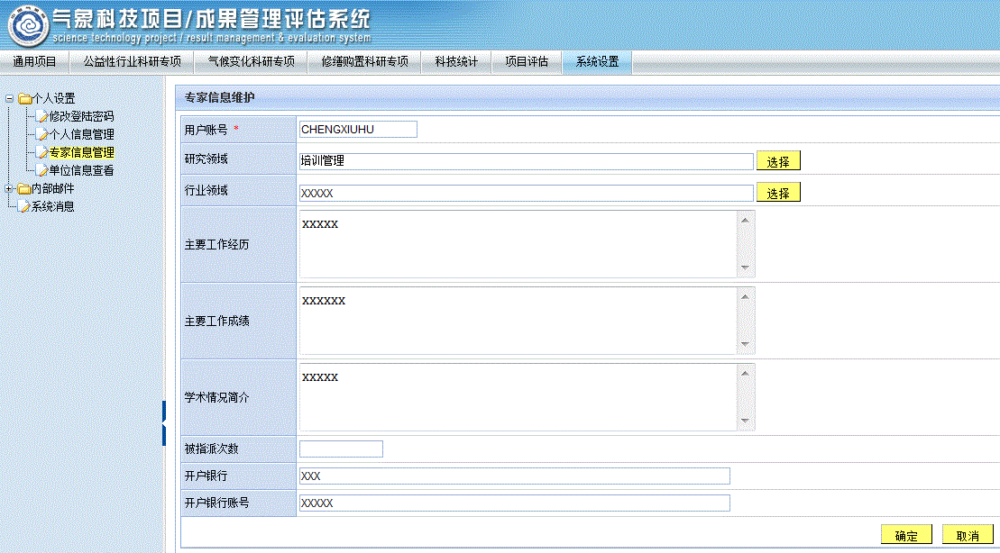 气象科技项目/成果管理评估系统
science technology project / result management & evaluation system
通用项目 公益性行业科研专项 气候变化科研专项 修缮购置科研专项 科技统计 项目评估 系统设置
个人设置
修改登陆密码
个人信息管理
专家信息管理
单位信息查看
内部邮件
系统消息
专家信息维护
用户账号 * CHENGXIUHU
研究领域 培训管理 选择
行业领域 XXXXX 选择
主要工作经历 XXXXX
主要工作成绩 XXXXXX
学术情况简介 XXXXX
被指派次数
开户银行 XXX
开户银行账号 XXXXX
确定 取消